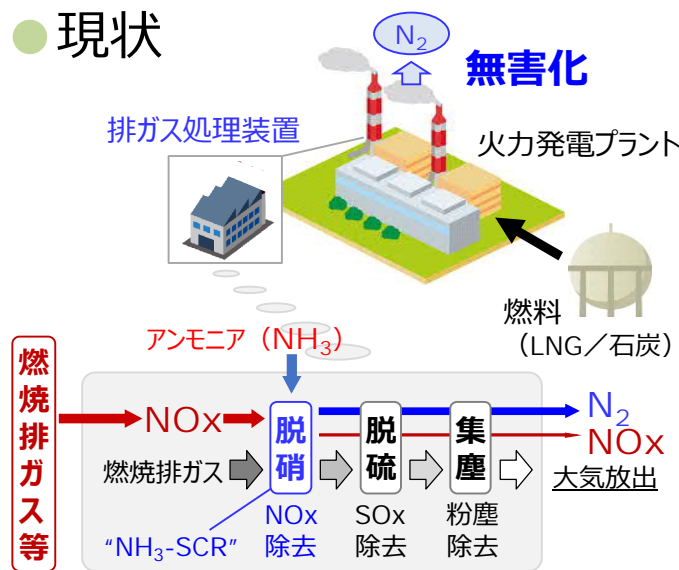 現状
N₂
無害化
排ガス処理装置
火力発電プラント
燃料
（LNG／石炭）
アンモニア（NH₃）
燃焼排ガス等
NOx
脱硝
脱硫
集塵
N₂
NOx
大気放出
燃焼排ガス
NOx
除去
SOx
除去
粉塵
除去
“NH₃-SCR”